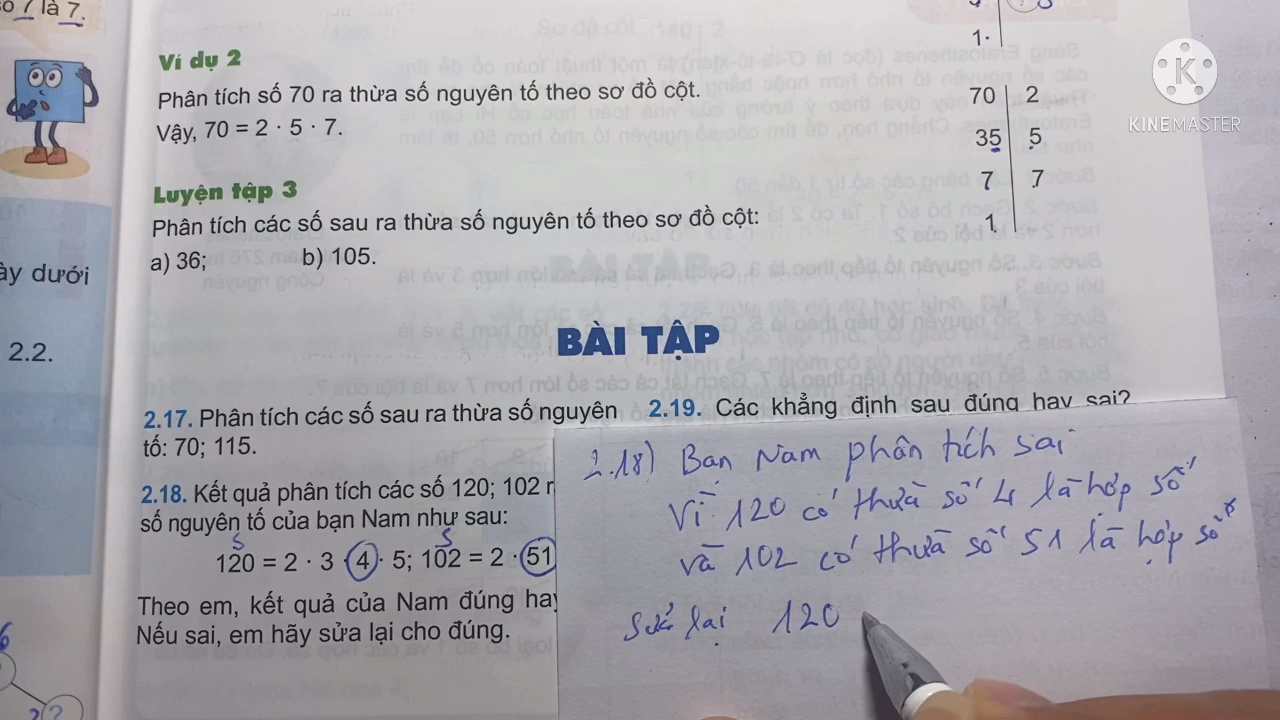 số 7 là 7.
Ví dụ 2
Phân tích số 70 ra thừa số nguyên tố theo sơ đồ cột.
Vậy, 70 = 2 · 5 · 7.
Luyện tập 3
Phân tích các số sau ra thừa số nguyên tố theo sơ đồ cột:
a) 36; b) 105.
1
70 2
35 5
7 7
1
KINEMASTER
ày dưới
2.2.
BÀI TẬP
2.17. Phân tích các số sau ra thừa số nguyên
tố: 70; 115.
2.18. Kết quả phân tích các số 120; 102
số nguyên tố của bạn Nam như sau:
S S
120 = 2 · 3 · 4 · 5; 102 = 2 · 51
Theo em, kết quả của Nam đúng hay
Nếu sai, em hãy sửa lại cho đúng.
2.19. Các khẳng định sau đúng hay sai?
2.18) Bạn Nam phân tích sai
Vì 120 có thừa số 4 là hợp số
và 102 có thừa số 51 là hợp số
Sửa lại 120